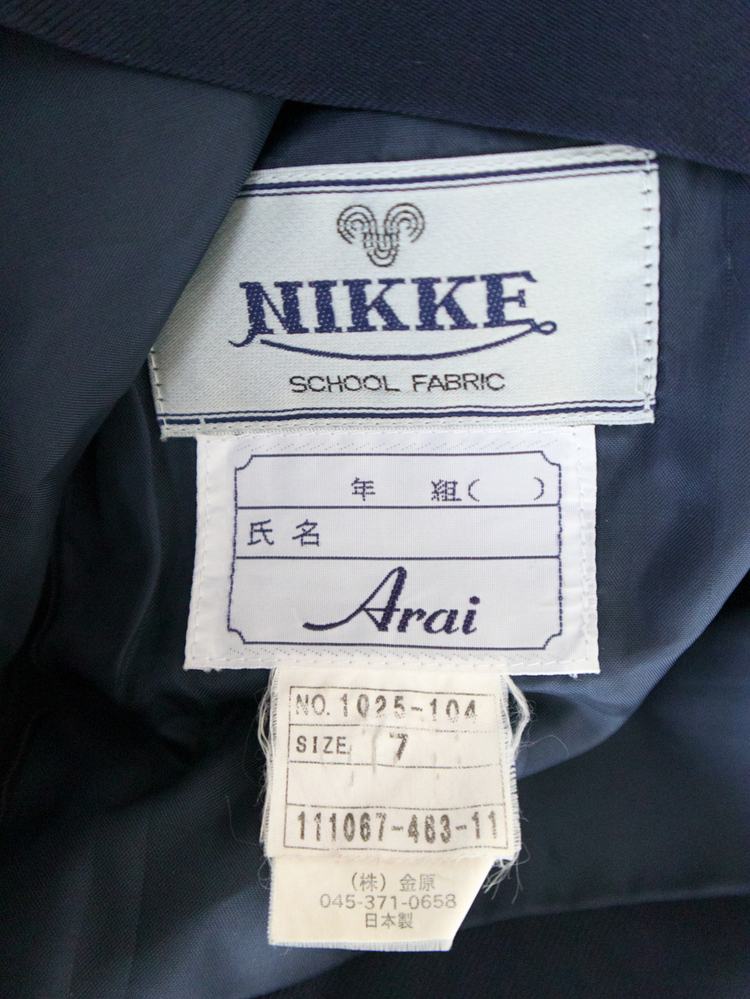 NIKKE
SCHOOL FABRIC
年 組( )
氏名
Arai
NO. 1025-104
SIZE 7
111067-463-11
(株) 金原
045-371-0658
日本製